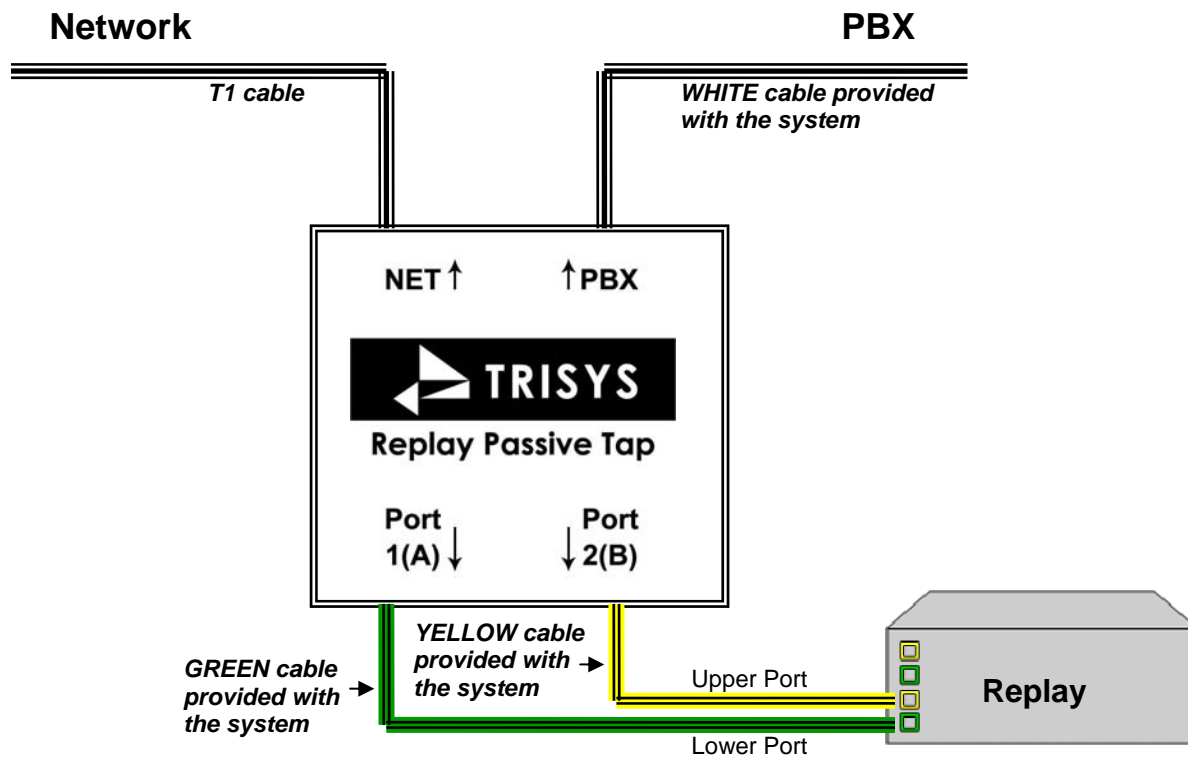 Network
PBX
T1 cable
WHITE cable provided
with the system
NET↑
↑PBX
TRISYS
Replay Passive Tap
Port
1(A)↓
Port
↓2(B)
YELLOW cable
provided with
the system
GREEN cable
provided with
the system
Upper Port
Lower Port
Replay